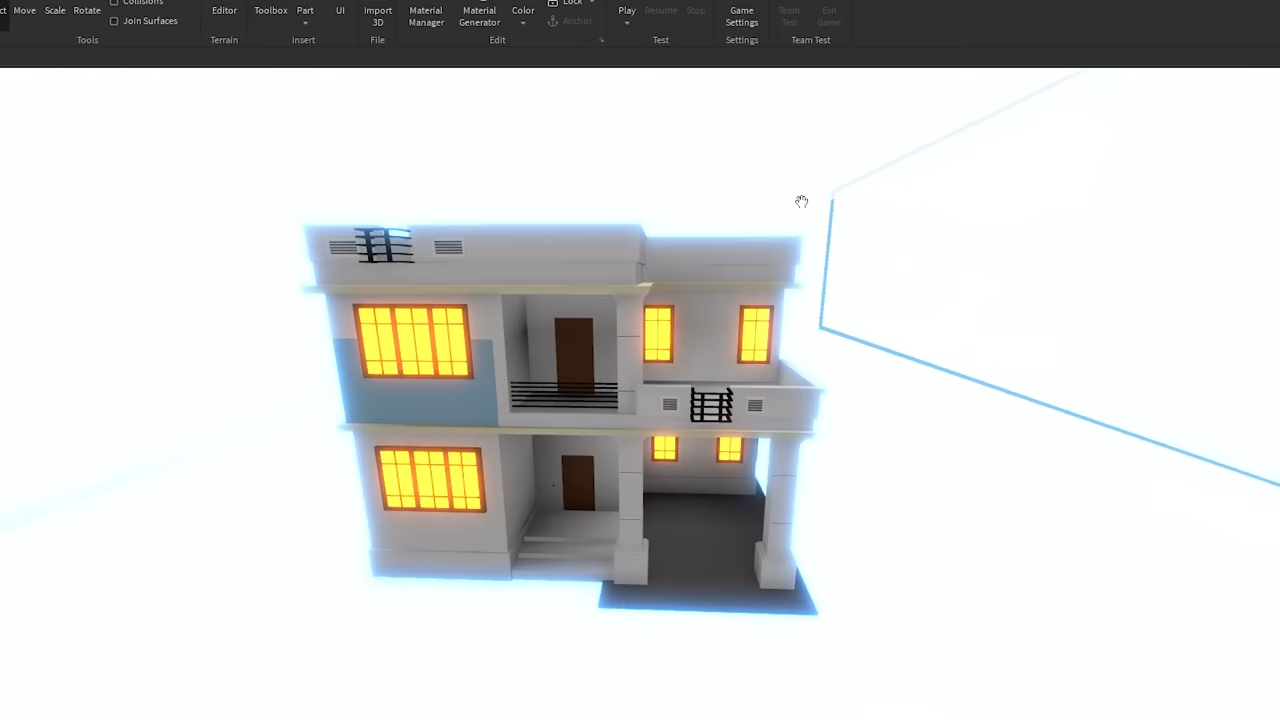 ct Move Scale Rotate Collisions Join Surfaces Editor Toolbox Part UI Import 3D Material Manager Material Generator Color Lock Anchor Play Resume Stop Game Settings Team Test Exit Game
Tools Terrain Insert File Edit Test Settings Team Test